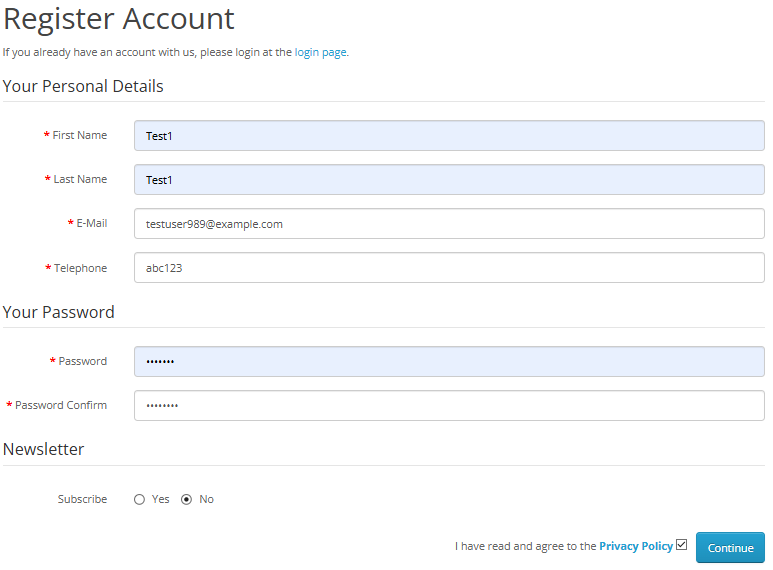 Register Account
If you already have an account with us, please login at the login page.
Your Personal Details
* First Name Test1
* Last Name Test1
* E-Mail testuser989@example.com
* Telephone abc123
Your Password
* Password •••••••
* Password Confirm ••••••••
Newsletter
Subscribe Yes No
I have read and agree to the Privacy Policy Continue